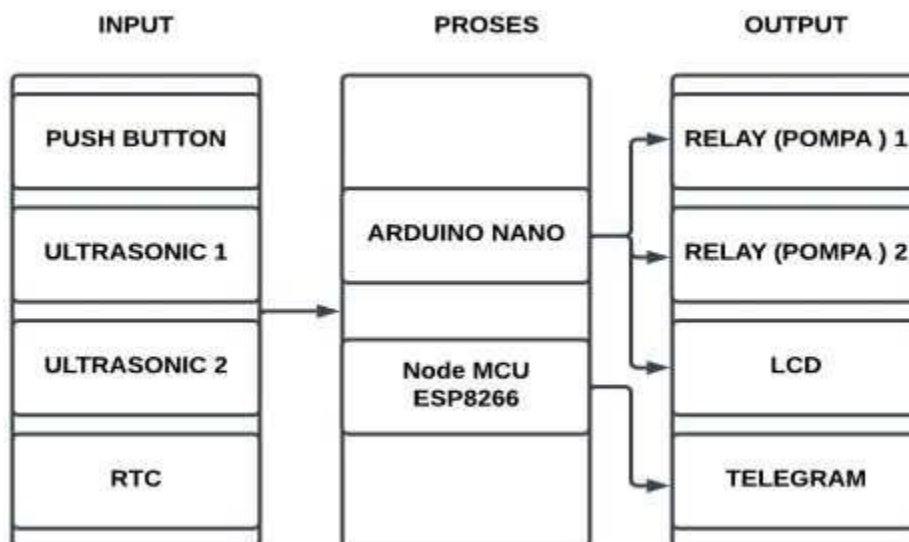 INPUT
PUSH BUTTON
ULTRASONIC 1
ULTRASONIC 2
RTC
PROSES
ARDUINO NANO
Node MCU
ESP8266
OUTPUT
RELAY (POMPA ) 1
RELAY (POMPA ) 2
LCD
TELEGRAM